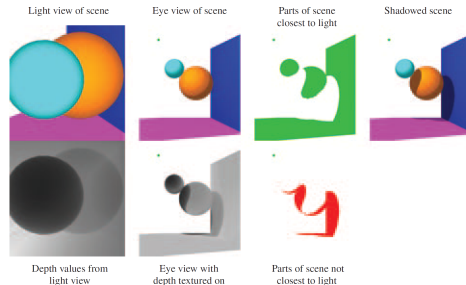 Light view of scene
Eye view of scene
Parts of scene
closest to light
Shadowed scene
Depth values from
light view
Eye view with
depth textured on
Parts of scene not
closest to light